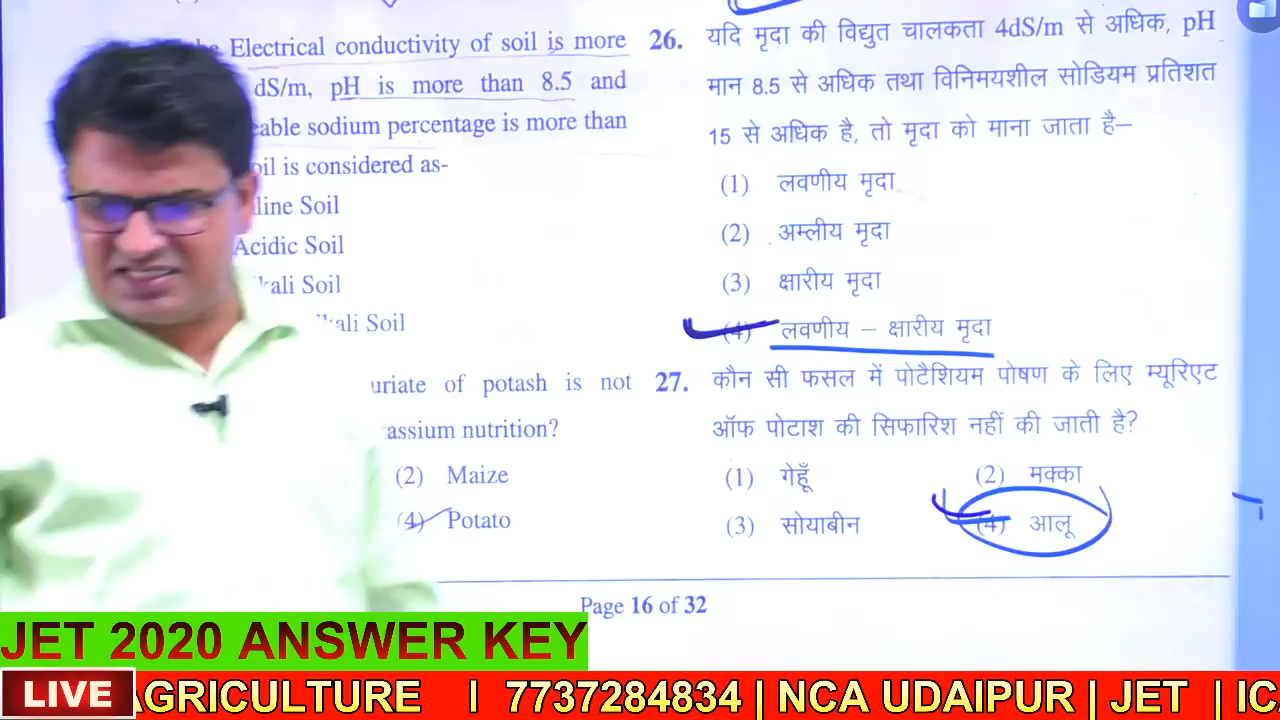 the Electrical conductivity of soil is more
dS/m, pH is more than 8.5 and
eable sodium percentage is more than
oil is considered as-
line Soil
Acidic Soil
kali Soil
kali Soil
uriate of potash is not
assium nutrition?
(2) Maize
(4) Potato
26. यदि मृदा की विद्युत चालकता 4dS/m से अधिक, pH
मान 8.5 से अधिक तथा विनिमयशील सोडियम प्रतिशत
15 से अधिक है, तो मृदा को माना जाता है–
(1) लवणीय मृदा
(2) अम्लीय मृदा
(3) क्षारीय मृदा
(4) लवणीय – क्षारीय मृदा
27. कौन सी फसल में पोटैशियम पोषण के लिए म्यूरिएट
ऑफ पोटाश की सिफारिश नहीं की जाती है?
(1) गेहूँ (2) मक्का
(3) सोयाबीन (4) आलू
Page 16 of 32
JET 2020 ANSWER KEY
LIVE AGRICULTURE | 7737284834 | NCA UDAIPUR | JET | IC